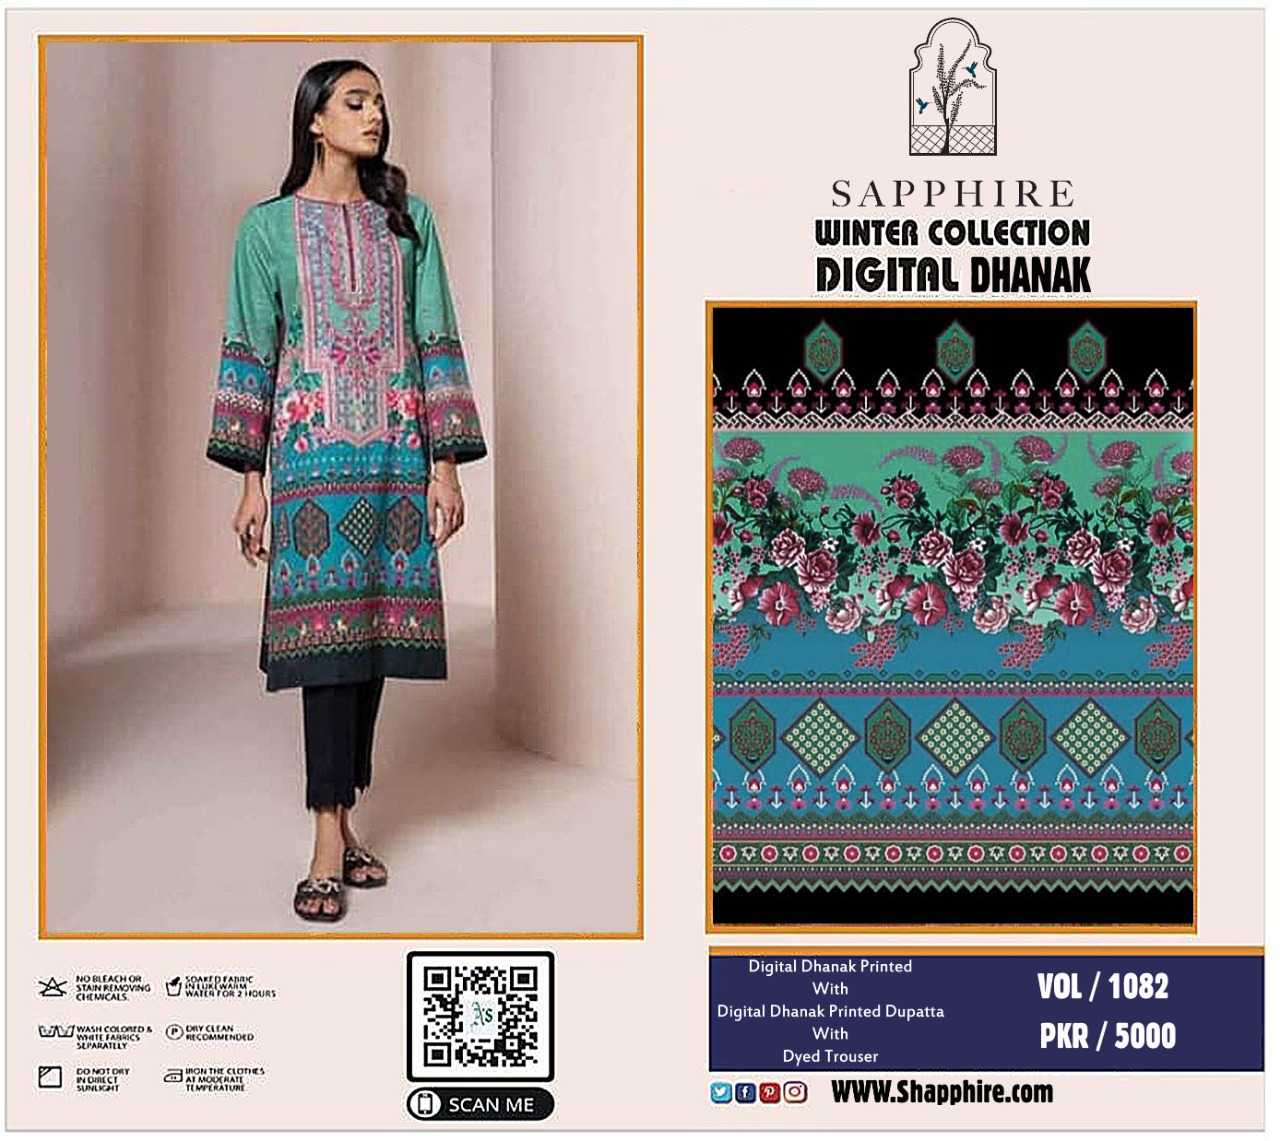 SAPPHIRE
WINTER COLLECTION
DIGITAL DHANAK
NO BLEACH OR
STAIN REMOVING
CHEMICALS.
SOAKED FABRIC
IN LUKEWARM
WATER FOR 2 HOURS
WASH COLORED &
WHITE FABRICS
SEPARATELY
P
DRY CLEAN
RECOMMENDED
DO NOT DRY
IN DIRECT
SUNLIGHT
IRON THE CLOTHES
AT MODERATE
TEMPERATURE
A's
SCAN ME
Digital Dhanak Printed
With
Digital Dhanak Printed Dupatta
With
Dyed Trouser
VOL / 1082
PKR / 5000
WWW.Shapphire.com